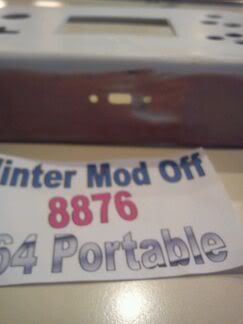 inter Mod Off
8876
64 Portable